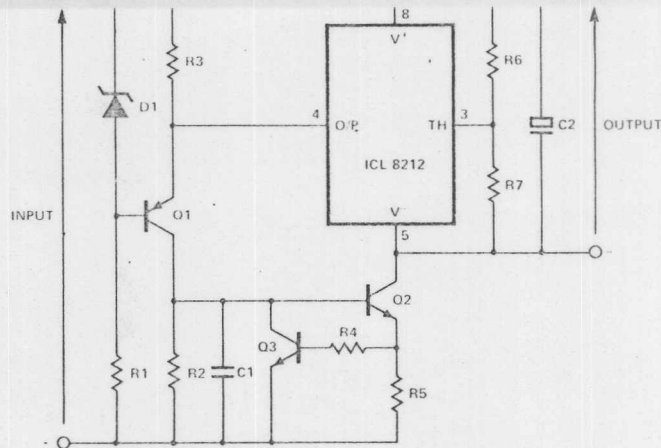 8
V+
R3
R6
D1
4
O/P
TH
3
C2
OUTPUT
ICL 8212
R7
INPUT
Q1
V
5
Q2
Q3
R4
R1
R2
C1
R5